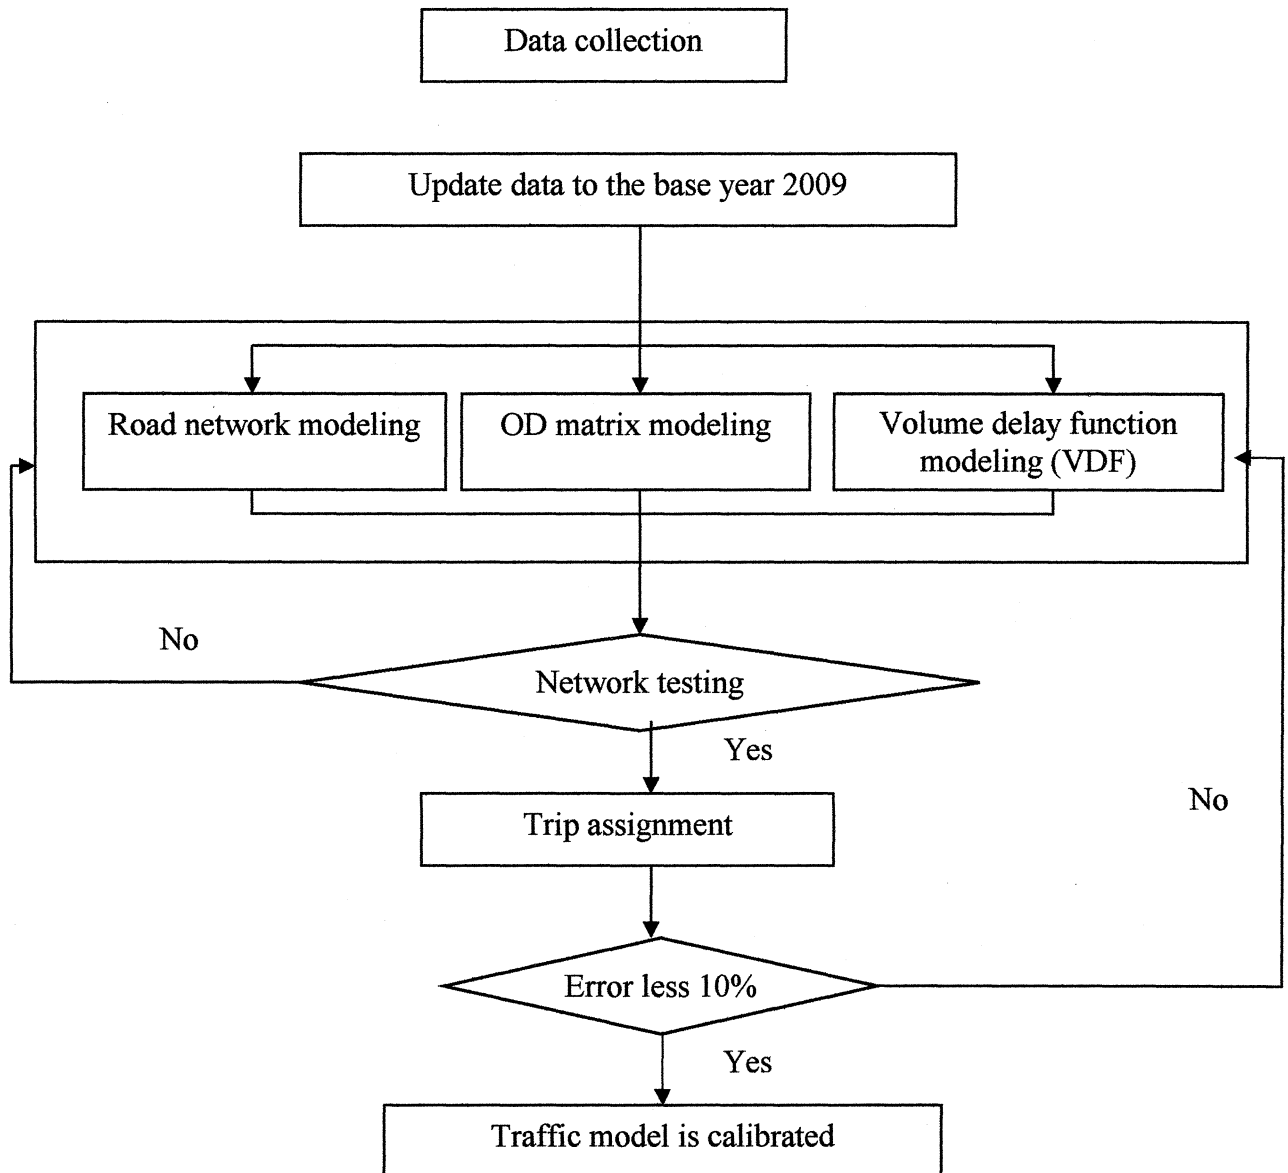 Data collection
Update data to the base year 2009
Road network modeling
OD matrix modeling
Volume delay function
modeling (VDF)
No
Network testing
Yes
Trip assignment
No
Error less 10%
Yes
Traffic model is calibrated